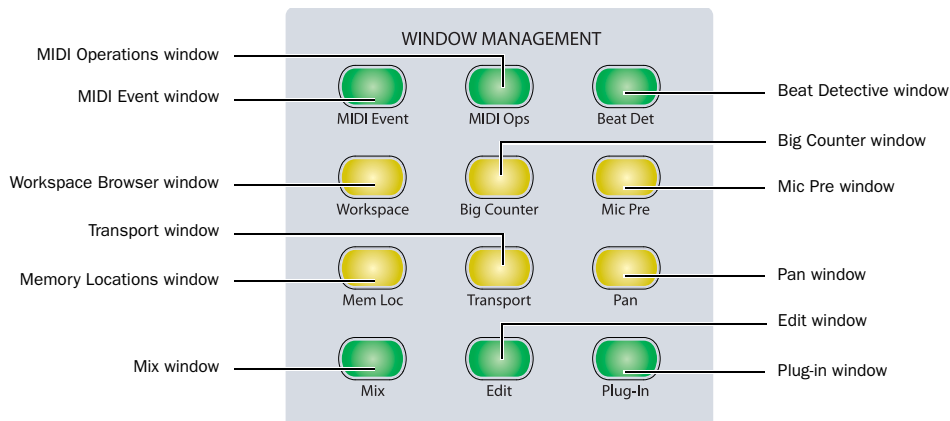 WINDOW MANAGEMENT
MIDI Operations window
MIDI Event window
Beat Detective window
MIDI Event
MIDI Ops
Beat Det
Big Counter window
Workspace Browser window
Mic Pre window
Workspace
Big Counter
Mic Pre
Transport window
Memory Locations window
Pan window
Mem Loc
Transport
Pan
Edit window
Mix window
Plug-in window
Mix
Edit
Plug-In